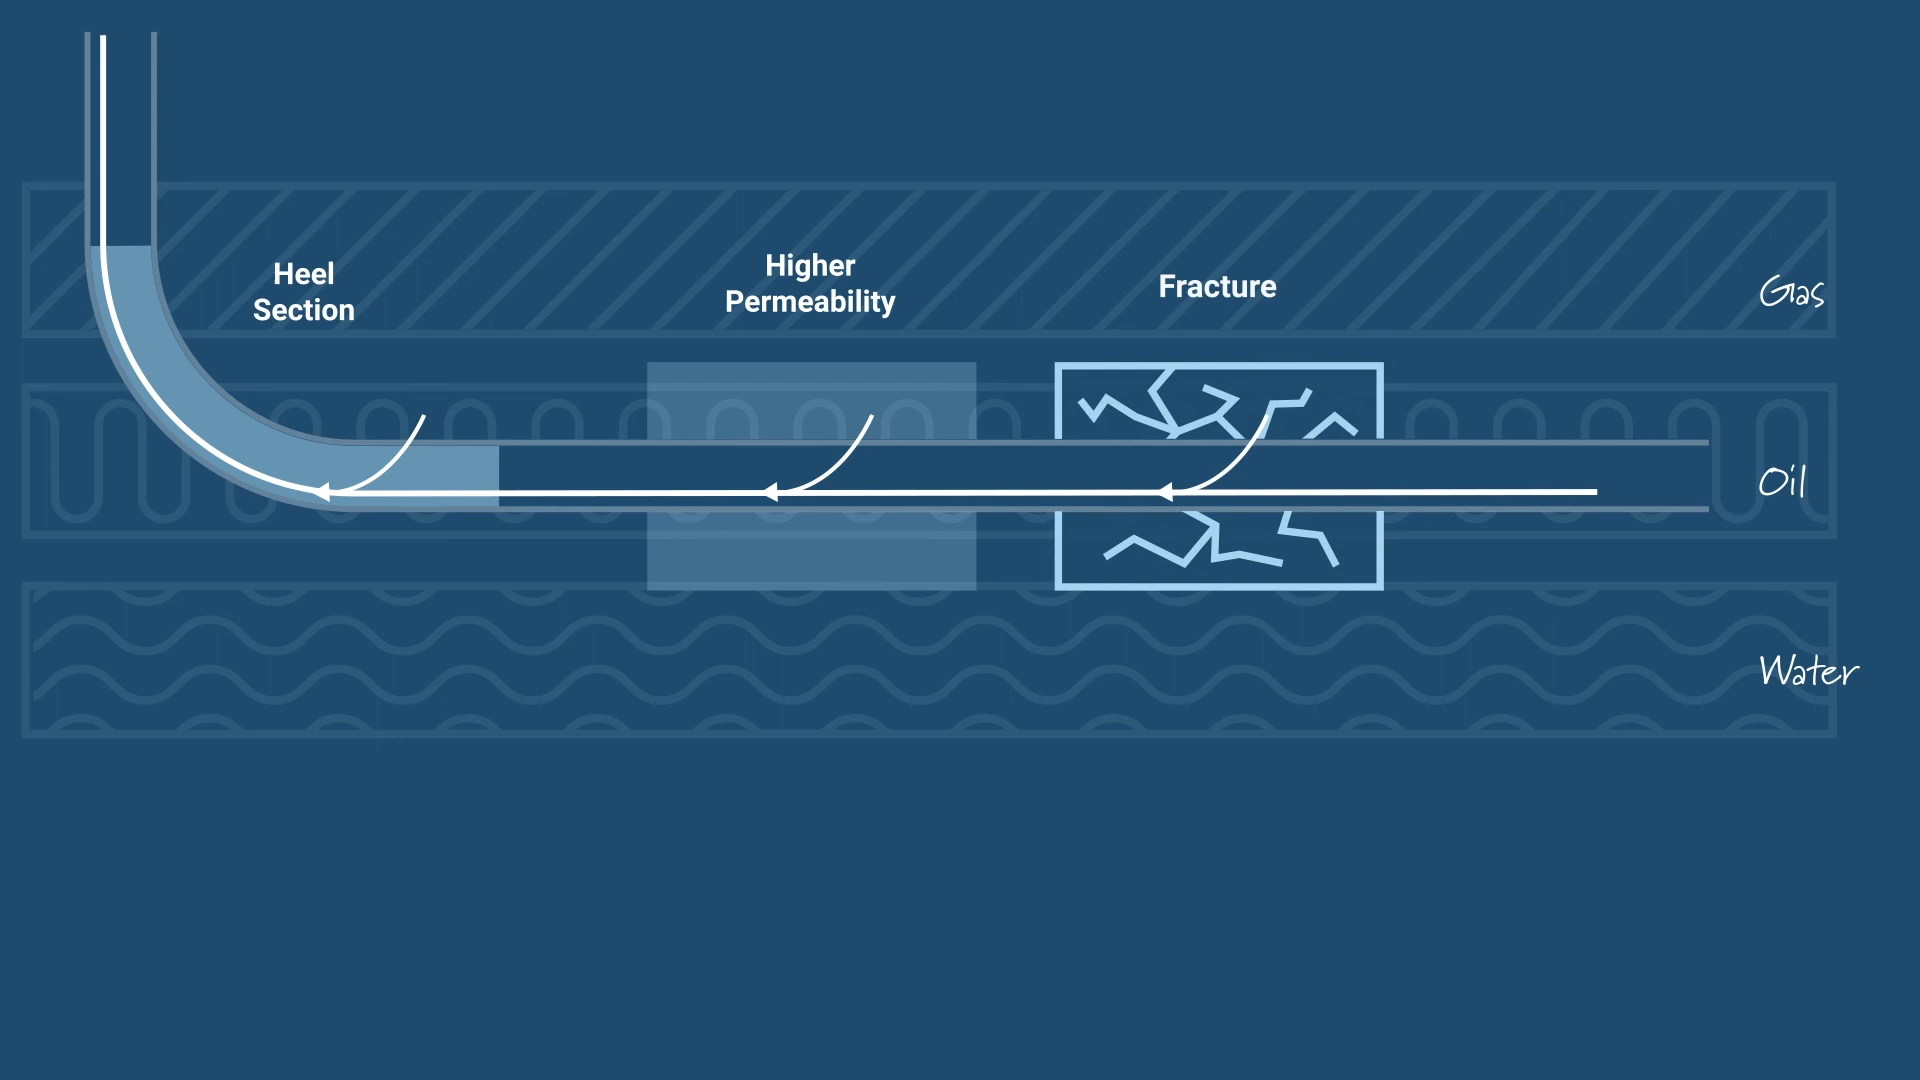 Heel
Section
Higher
Permeability
Fracture
Gas
Oil
Water